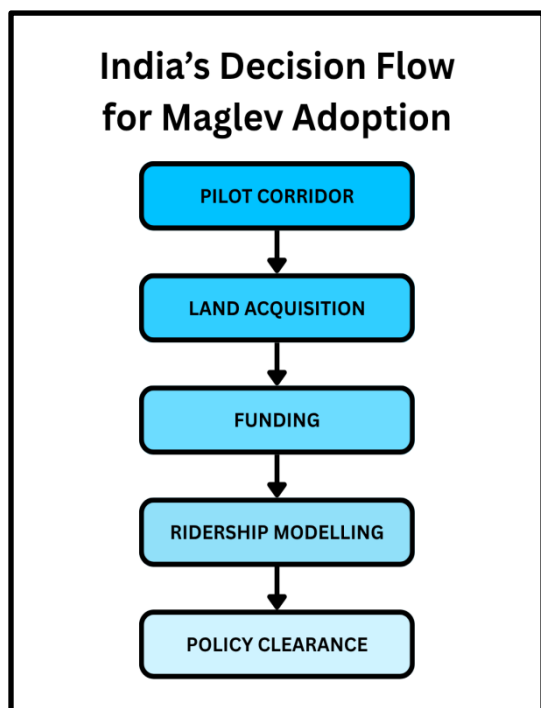 India’s Decision Flow
for Maglev Adoption
PILOT CORRIDOR
LAND ACQUISITION
FUNDING
RIDERSHIP MODELLING
POLICY CLEARANCE